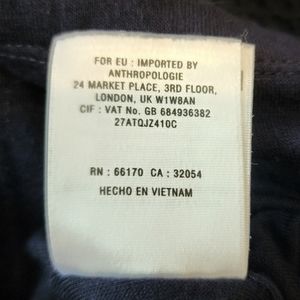 FOR EU : IMPORTED BY
ANTHROPOLOGIE
24 MARKET PLACE, 3RD FLOOR,
LONDON, UK W1W8AN
CIF : VAT No. GB 684936382
27ATQJZ410C
RN : 66170 CA : 32054
HECHO EN VIETNAM